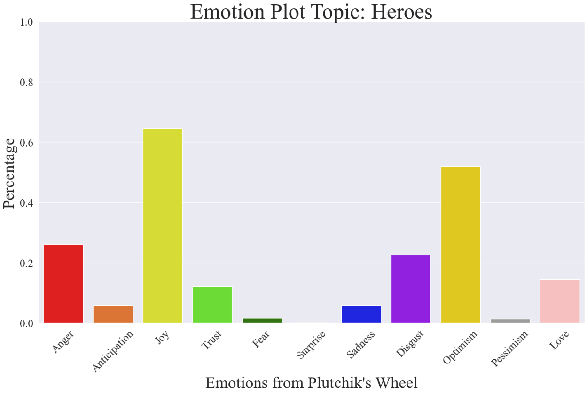 Emotion Plot Topic: Heroes
1.0
0.8
0.6
0.4
0.2
0.0
Percentage
Anger
Anticipation
Joy
Trust
Fear
Surprise
Sadness
Disgust
Optimism
Pessimism
Love
Emotions from Plutchik's Wheel